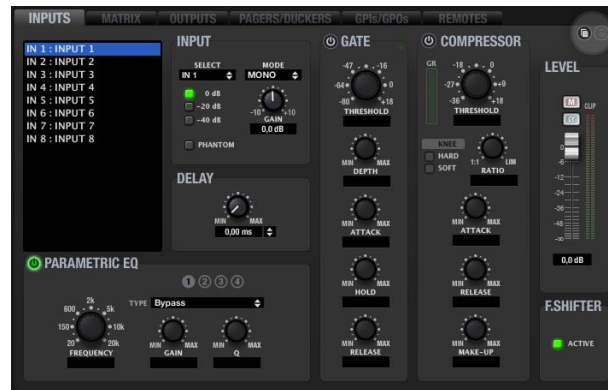 INPUTS MATRIX OUTPUTS PAGERS/DUCKERS GPIs/GPOs REMOTES
IN 1 : INPUT 1
IN 2 : INPUT 2
IN 3 : INPUT 3
IN 4 : INPUT 4
IN 5 : INPUT 5
IN 6 : INPUT 6
IN 7 : INPUT 7
IN 8 : INPUT 8
INPUT
SELECT MODE
IN 1 MONO
0 dB
-20 dB
-40 dB
-10 +10
GAIN
0,0 dB
PHANTOM
DELAY
MIN MAX
0,00 ms
PARAMETRIC EQ
1 2 3 4
TYPE Bypass
600 2k 5k
150 10k
20 20k
FREQUENCY
MIN MAX
GAIN
MIN MAX
Q
GATE
-47 -16
-64 0
-80 +18
THRESHOLD
MIN MAX
DEPTH
MIN MAX
ATTACK
MIN MAX
HOLD
MIN MAX
RELEASE
COMPRESSOR
GR
-18 0
-27 +9
-36 +18
THRESHOLD
KNEE
HARD
SOFT
1:1 LIM
RATIO
MIN MAX
ATTACK
MIN MAX
RELEASE
MIN MAX
MAKE-UP
LEVEL
M CLIP
0
-6
-12
-24
-36
-48
0,0 dB
F.SHIFTER
ACTIVE